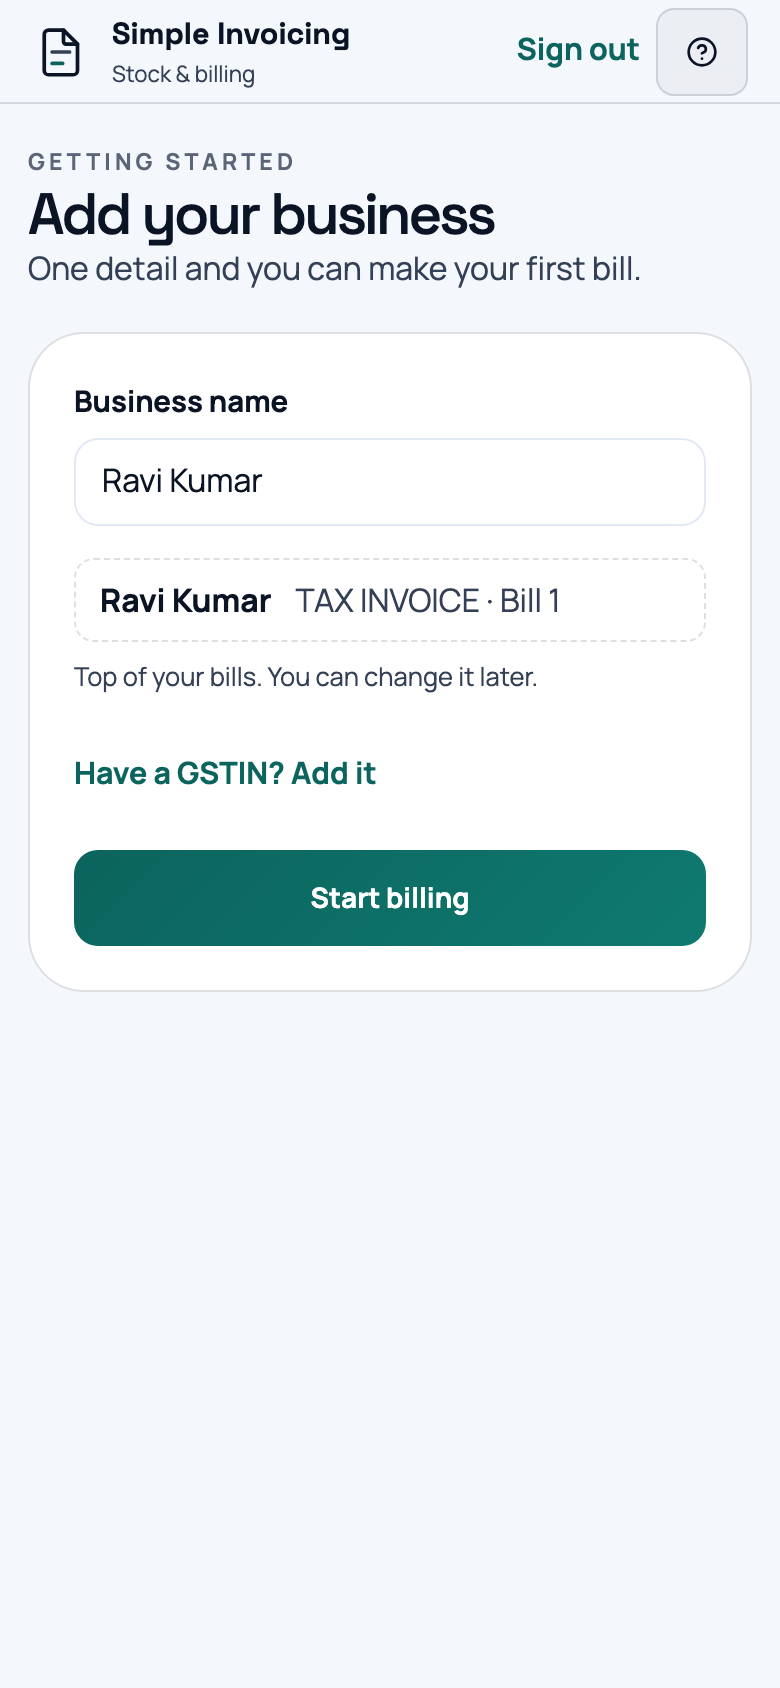 Simple Invoicing
Stock & billing
Sign out
GETTING STARTED
Add your business
One detail and you can make your first bill.
Business name
Ravi Kumar
Ravi Kumar TAX INVOICE · Bill 1
Top of your bills. You can change it later.
Have a GSTIN? Add it
Start billing